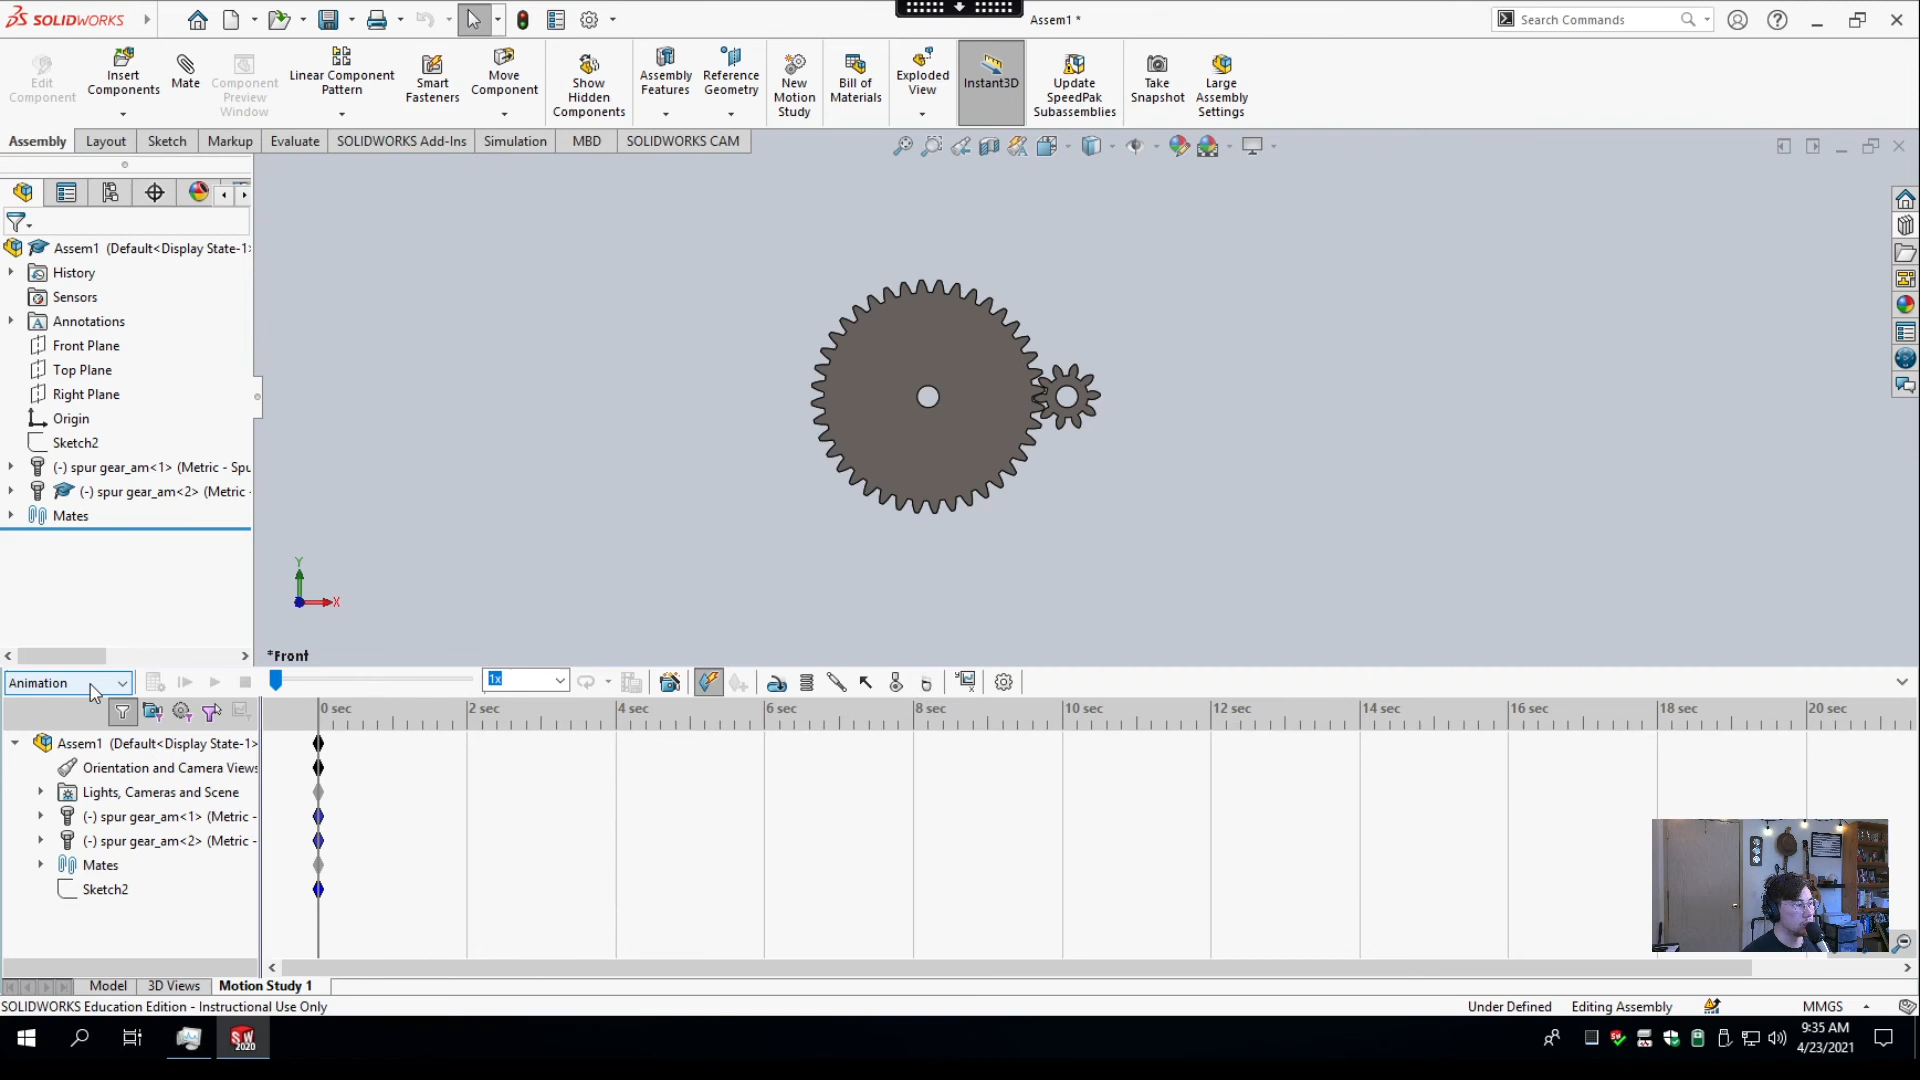 SOLIDWORKS
Assem1 *
Search Commands
Edit
Component
Insert
Components
Mate
Component
Preview
Window
Linear Component
Pattern
Smart
Fasteners
Move
Component
Show
Hidden
Components
Assembly
Features
Reference
Geometry
New
Motion
Study
Bill of
Materials
Exploded
View
Instant3D
Update
SpeedPak
Subassemblies
Take
Snapshot
Large
Assembly
Settings
Assembly Layout Sketch Markup Evaluate SOLIDWORKS Add-Ins Simulation MBD SOLIDWORKS CAM
Assem1 (Default<Display State-1>
History
Sensors
Annotations
Front Plane
Top Plane
Right Plane
Origin
Sketch2
(-) spur gear_am<1> (Metric - Spu
(-) spur gear_am<2> (Metric -
Mates
Y
X
*Front
Animation
1x
0 sec 2 sec 4 sec 6 sec 8 sec 10 sec 12 sec 14 sec 16 sec 18 sec 20 sec
Assem1 (Default<Display State-1>
Orientation and Camera Views
Lights, Cameras and Scene
(-) spur gear_am<1> (Metric -
(-) spur gear_am<2> (Metric -
Mates
Sketch2
Model 3D Views Motion Study 1
SOLIDWORKS Education Edition - Instructional Use Only
Under Defined Editing Assembly MMGS
SW
2020
9:35 AM
4/23/2021